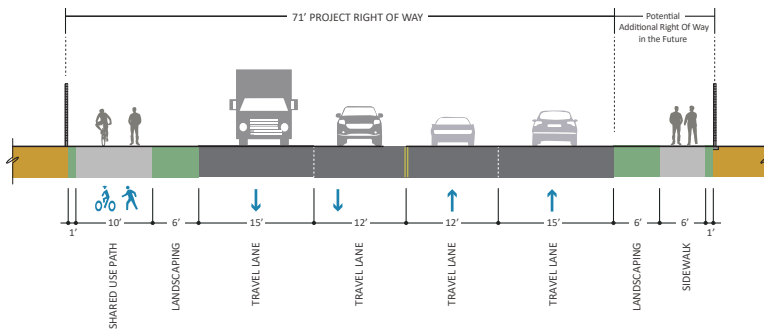 71' PROJECT RIGHT OF WAY
Potential
Additional Right Of Way
in the Future
1'
10'
6'
15'
12'
12'
15'
6'
6'
1'
SHARED USE PATH
LANDSCAPING
TRAVEL LANE
TRAVEL LANE
TRAVEL LANE
TRAVEL LANE
LANDSCAPING
SIDEWALK